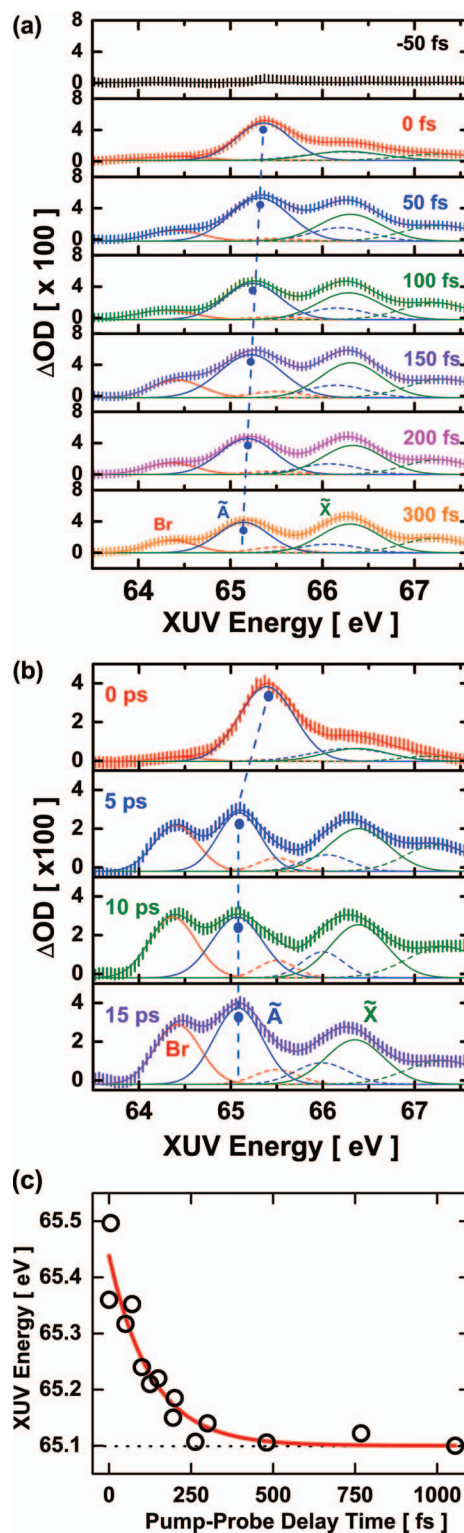 (a)
8
-50 fs
4
0
8
0 fs
4
0
8
50 fs
4
0
8
100 fs
4
0
8
150 fs
4
0
8
200 fs
4
0
8
300 fs
Br
Ã
X̃
4
0
ΔOD [ x 100 ]
64 65 66 67
XUV Energy [ eV ]
(b)
0 ps
4
2
0
5 ps
4
2
0
10 ps
4
2
0
15 ps
Br
Ã
X̃
4
2
0
ΔOD [ x100 ]
64 65 66 67
XUV Energy [ eV ]
(c)
65.5
65.4
65.3
65.2
65.1
XUV Energy [ eV ]
0 250 500 750 1000
Pump-Probe Delay Time [ fs ]